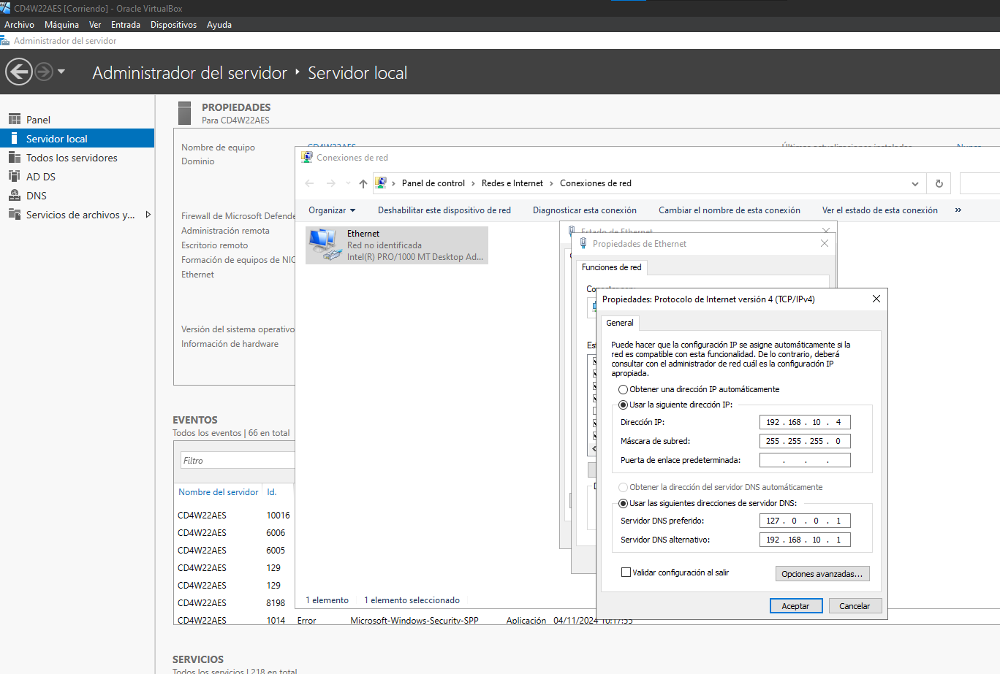 CD4W22AES [Corriendo] - Oracle VirtualBox
Archivo Máquina Ver Entrada Dispositivos Ayuda
Administrador del servidor
Administrador del servidor ‣ Servidor local
Panel
Servidor local
Todos los servidores
AD DS
DNS
Servicios de archivos y...
PROPIEDADES
Para CD4W22AES
Nombre de equipo
Dominio
Firewall de Microsoft Defende
Administración remota
Escritorio remoto
Formación de equipos de NIC
Ethernet
Versión del sistema operativo
Información de hardware
Conexiones de red
Panel de control › Redes e Internet › Conexiones de red
Organizar Deshabilitar este dispositivo de red Diagnosticar esta conexión Cambiar el nombre de esta conexión Ver el estado de esta conexión »
Ethernet
Red no identificada
Intel(R) PRO/1000 MT Desktop Ad...
1 elemento 1 elemento seleccionado
Estado de Ethernet
Propiedades de Ethernet
Funciones de red
Propiedades: Protocolo de Internet versión 4 (TCP/IPv4)
General
Puede hacer que la configuración IP se asigne automáticamente si la
red es compatible con esta funcionalidad. De lo contrario, deberá
consultar con el administrador de red cuál es la configuración IP
apropiada.
Obtener una dirección IP automáticamente
Usar la siguiente dirección IP:
Dirección IP: 192 . 168 . 10 . 4
Máscara de subred: 255 . 255 . 255 . 0
Puerta de enlace predeterminada: . . .
Obtener la dirección del servidor DNS automáticamente
Usar las siguientes direcciones de servidor DNS:
Servidor DNS preferido: 127 . 0 . 0 . 1
Servidor DNS alternativo: 192 . 168 . 10 . 1
Validar configuración al salir
Opciones avanzadas...
Aceptar Cancelar
EVENTOS
Todos los eventos | 66 en total
Filtro
Nombre del servidor Id.
CD4W22AES 10016
CD4W22AES 6006
CD4W22AES 6005
CD4W22AES 129
CD4W22AES 129
CD4W22AES 8198
CD4W22AES 1014 Error Microsoft-Windows-Security-SPP Aplicación 04/11/2024 10:17:55
SERVICIOS
Todos los servicios | 218 en total